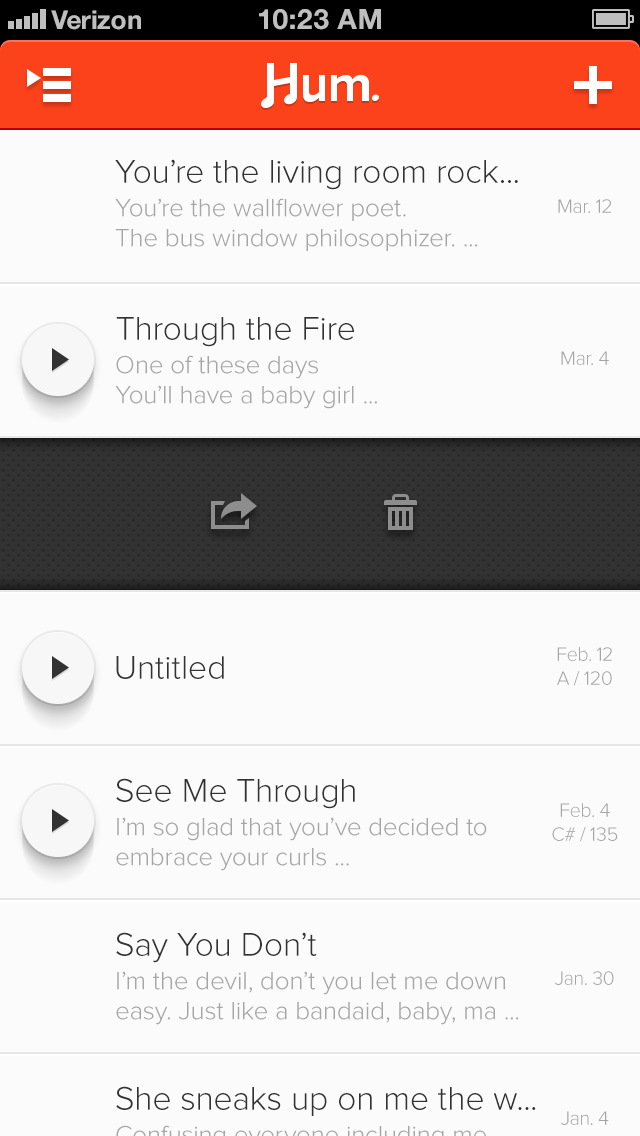 Verizon 10:23 AM
Hum.
You're the living room rock...
You're the wallflower poet.
The bus window philosophizer. ...
Mar. 12
Through the Fire
One of these days
You'll have a baby girl ...
Mar. 4
Untitled
Feb. 12
A / 120
See Me Through
I'm so glad that you've decided to
embrace your curls ...
Feb. 4
C# / 135
Say You Don't
I'm the devil, don't you let me down
easy. Just like a bandaid, baby, ma ...
Jan. 30
She sneaks up on me the w...
Confusing everyone including me
Jan. 4